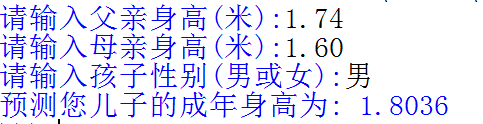 请输入父亲身高(米):1.74
请输入母亲身高(米):1.60
请输入孩子性别(男或女):男
预测您儿子的成年身高为: 1.8036